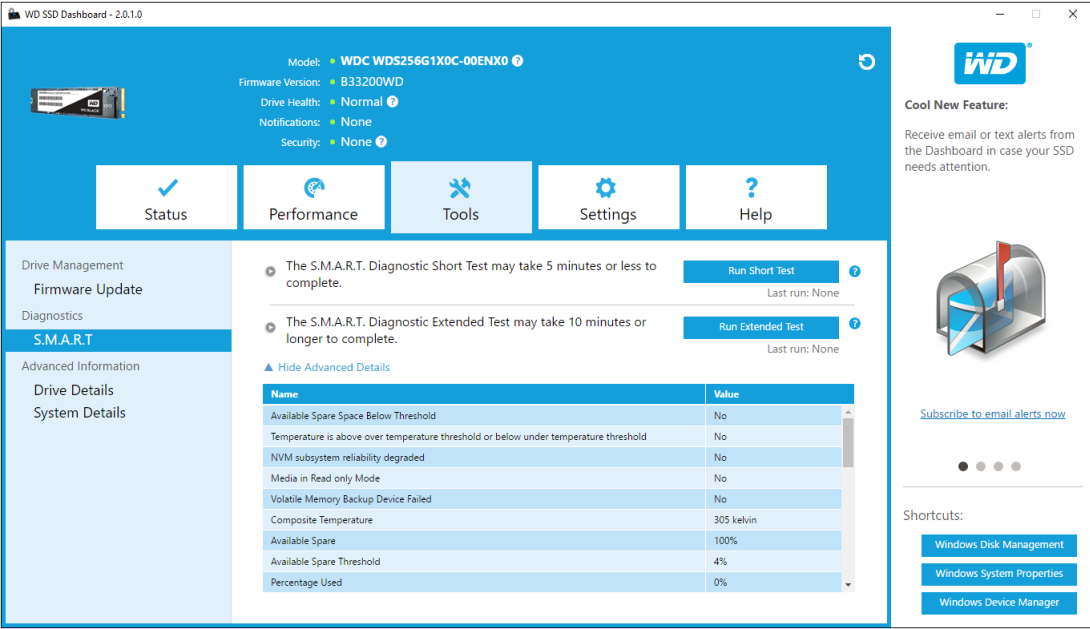 WD SSD Dashboard - 2.0.1.0
Model: WDC WDS256G1X0C-00ENX0 ?
Firmware Version: B33200WD
Drive Health: Normal ?
Notifications: None
Security: None ?
Status
Performance
Tools
Settings
? Help
Drive Management
Firmware Update
Diagnostics
S.M.A.R.T
Advanced Information
Drive Details
System Details
The S.M.A.R.T. Diagnostic Short Test may take 5 minutes or less to
complete.
Run Short Test ?
Last run: None
The S.M.A.R.T. Diagnostic Extended Test may take 10 minutes or
longer to complete.
Run Extended Test ?
Last run: None
Hide Advanced Details
Name Value
Available Spare Space Below Threshold No
Temperature is above over temperature threshold or below under temperature threshold No
NVM subsystem reliability degraded No
Media in Read only Mode No
Volatile Memory Backup Device Failed No
Composite Temperature 305 kelvin
Available Spare 100%
Available Spare Threshold 4%
Percentage Used 0%
WD
Cool New Feature:
Receive email or text alerts from
the Dashboard in case your SSD
needs attention.
Subscribe to email alerts now
Shortcuts:
Windows Disk Management
Windows System Properties
Windows Device Manager